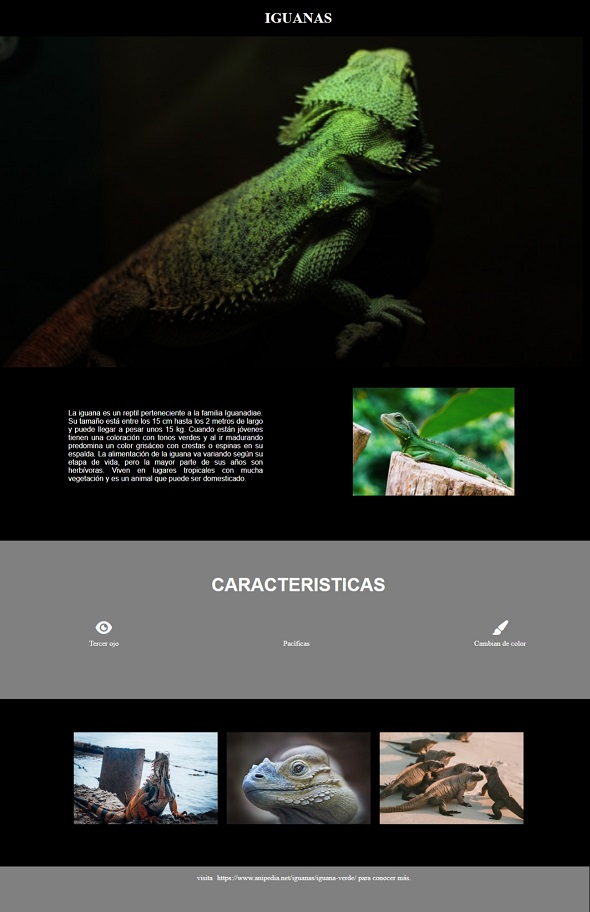 IGUANAS
La iguana es un reptil perteneciente a la familia Iguanadiae.
Su tamaño está entre los 15 cm hasta los 2 metros de largo
y puede llegar a pesar unos 15 kg. Cuando están jóvenes
tienen una coloración con tonos verdes y al ir madurando
predomina un color grisáceo con crestas o espinas en su
espalda. La alimentación de la iguana va variando según su
etapa de vida, pero la mayor parte de sus años son
herbívoras. Viven en lugares tropicales con mucha
vegetación y es un animal que puede ser domesticado.
CARACTERISTICAS
Tercer ojo
Pacíficas
Cambian de color
visita https://www.anipedia.net/iguanas/iguana-verde/ para conocer más.